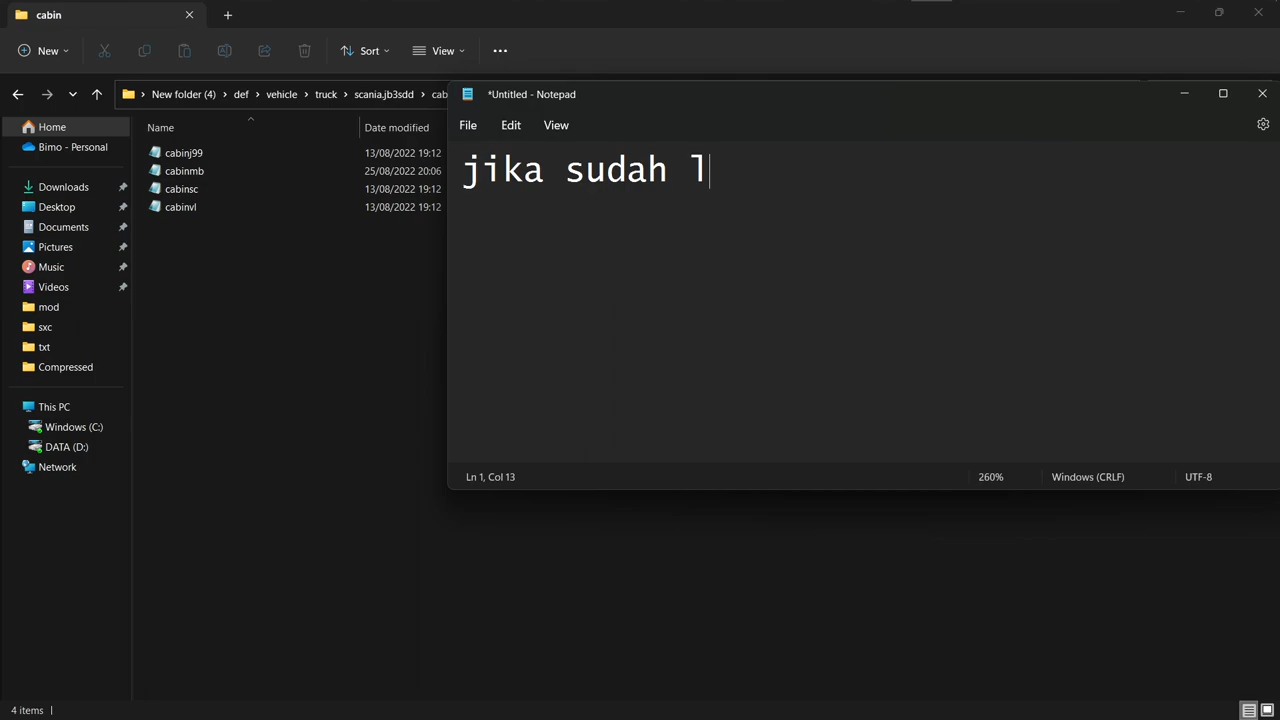 cabin
New
Sort
View
New folder (4) › def › vehicle › truck › scania.jb3sdd › cab
*Untitled - Notepad
File Edit View
jika sudah l
Ln 1, Col 13
260%
Windows (CRLF)
UTF-8
Home
Bimo - Personal
Downloads
Desktop
Documents
Pictures
Music
Videos
mod
sxc
txt
Compressed
This PC
Windows (C:)
DATA (D:)
Network
Name Date modified
cabinj99 13/08/2022 19:12
cabinmb 25/08/2022 20:06
cabinsc 13/08/2022 19:12
cabinvl 13/08/2022 19:12
4 items